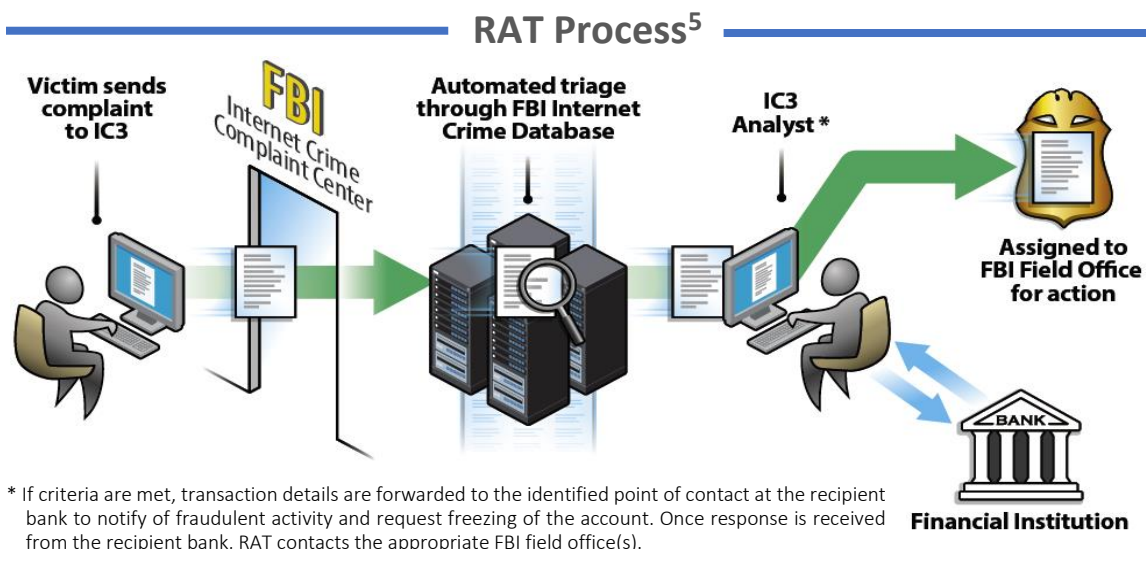 RAT Process5
Victim sends
complaint
to IC3
FBI
Internet Crime
Complaint Center
Automated triage
through FBI Internet
Crime Database
IC3
Analyst *
Assigned to
FBI Field Office
for action
BANK
Financial Institution
* If criteria are met, transaction details are forwarded to the identified point of contact at the recipient
bank to notify of fraudulent activity and request freezing of the account. Once response is received
from the recipient bank, RAT contacts the appropriate FBI field office(s).